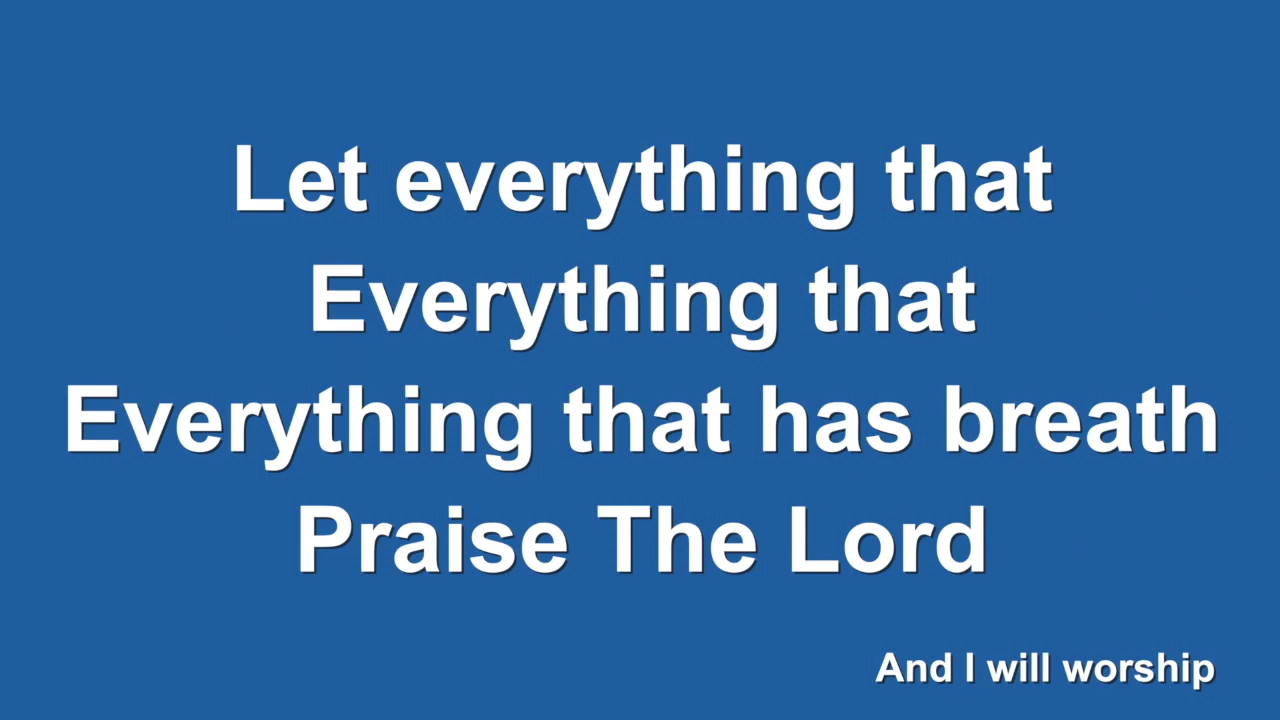 Let everything that
Everything that
Everything that has breath
Praise The Lord
And I will worship